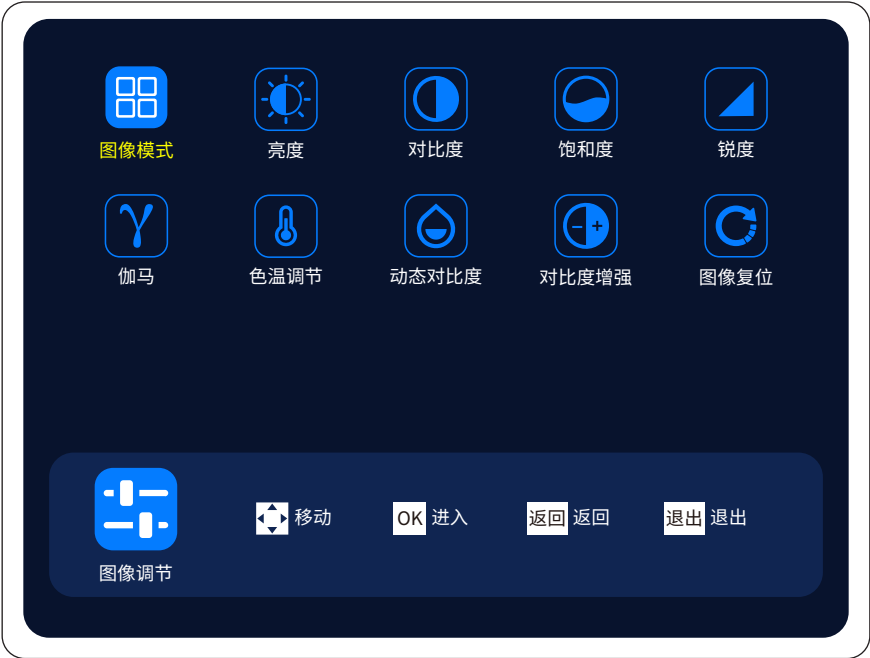 图像模式 亮度 对比度 饱和度 锐度
γ
伽马 色温调节 动态对比度 对比度增强 图像复位
移动 OK 进入 返回 返回 退出 退出
图像调节